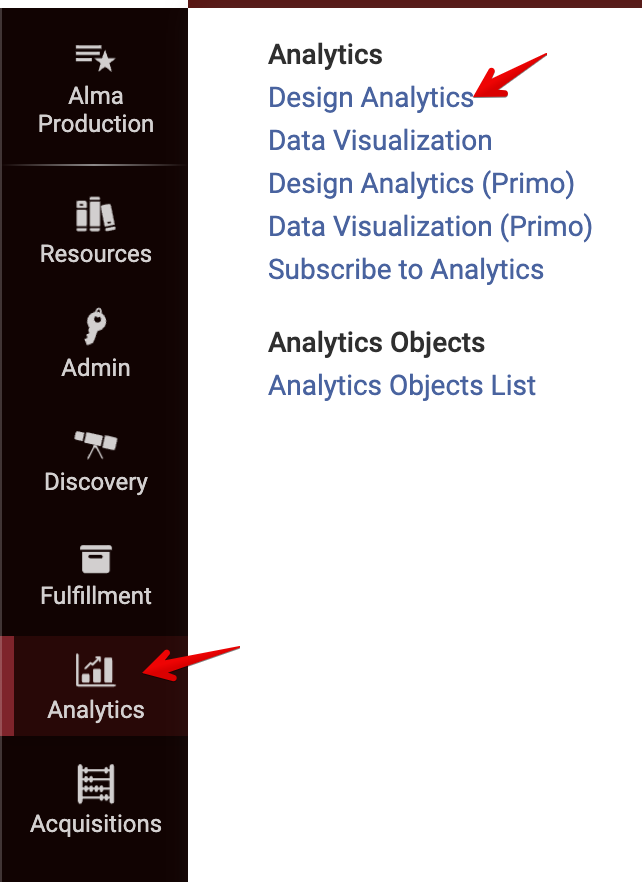 Alma
Production
Resources
Admin
Discovery
Fulfillment
Analytics
Acquisitions
Analytics
Design Analytics
Data Visualization
Design Analytics (Primo)
Data Visualization (Primo)
Subscribe to Analytics
Analytics Objects
Analytics Objects List